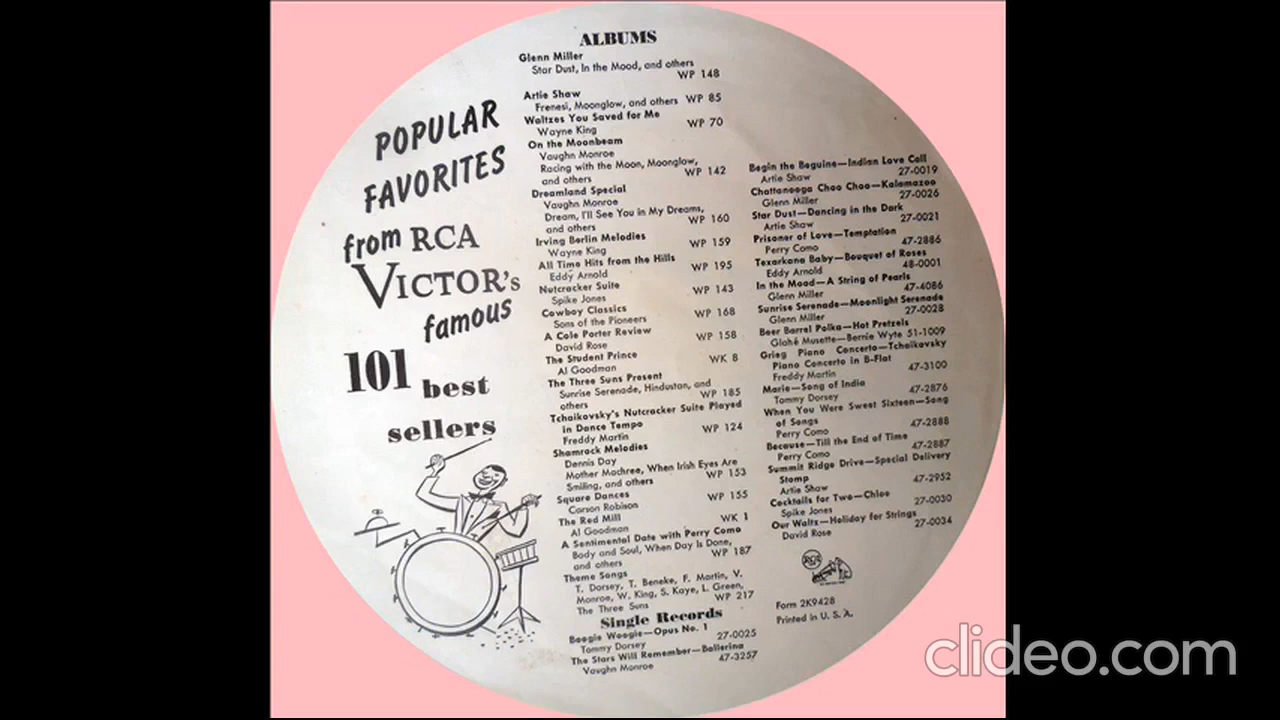 POPULAR
FAVORITES
from RCA
VICTOR's
famous
101 best
sellers
ALBUMS
Glenn Miller
Star Dust, In the Mood, and others
WP 148
Artie Shaw
Frenesi, Moonglow, and others WP 85
Waltzes You Saved for Me
Wayne King WP 70
On the Moonbeam
Vaughn Monroe
Racing with the Moon, Moonglow,
and others WP 142
Dreamland Special
Vaughn Monroe
Dream, I'll See You in My Dreams,
and others WP 160
Irving Berlin Melodies
Wayne King WP 159
All Time Hits from the Hills
Eddy Arnold WP 195
Nutcracker Suite
Spike Jones WP 143
Cowboy Classics
Sons of the Pioneers WP 168
A Cole Porter Review
David Rose WP 158
The Student Prince
Al Goodman WK 8
The Three Suns Present
Sunrise Serenade, Hindustan, and
others WP 185
Tchaikovsky's Nutcracker Suite Played
in Dance Tempo
Freddy Martin WP 124
Shamrock Melodies
Dennis Day
Mother Machree, When Irish Eyes Are
Smiling, and others WP 153
Square Dances
Carson Robison WP 155
The Red Mill
Al Goodman WK 1
A Sentimental Date with Perry Como
Body and Soul, When Day Is Done,
and others WP 187
Theme Songs
T. Dorsey, T. Beneke, F. Martin, V.
Monroe, W. King, S. Kaye, L. Green,
The Three Suns WP 217
Single Records
Boogie Woogie—Opus No. 1
Tommy Dorsey 27-0025
The Stars Will Remember—Ballerina
Vaughn Monroe 47-3257
Begin the Beguine—Indian Love Call
Artie Shaw 27-0019
Chattanooga Choo Choo—Kalamazoo
Glenn Miller 27-0026
Star Dust—Dancing in the Dark
Artie Shaw 27-0021
Prisoner of Love—Temptation
Perry Como 47-2886
Texarkana Baby—Bouquet of Roses
Eddy Arnold 48-0001
In the Mood—A String of Pearls
Glenn Miller 47-4086
Sunrise Serenade—Moonlight Serenade
Glenn Miller 27-0028
Beer Barrel Polka—Hot Pretzels
Glahé Musette—Bernie Wyte 51-1009
Grieg Piano Concerto—Tchaikovsky
Piano Concerto in B-Flat
Freddy Martin 47-3100
Marie—Song of India
Tommy Dorsey 47-2876
When You Were Sweet Sixteen—Song
of Songs
Perry Como 47-2888
Because—Till the End of Time
Perry Como 47-2887
Summit Ridge Drive—Special Delivery
Stomp
Artie Shaw 47-2952
Cocktails for Two—Chloe
Spike Jones 27-0030
Our Waltz—Holiday for Strings
David Rose 27-0034
RCA
Form 2K9428
Printed in U. S. A.
clideo.com